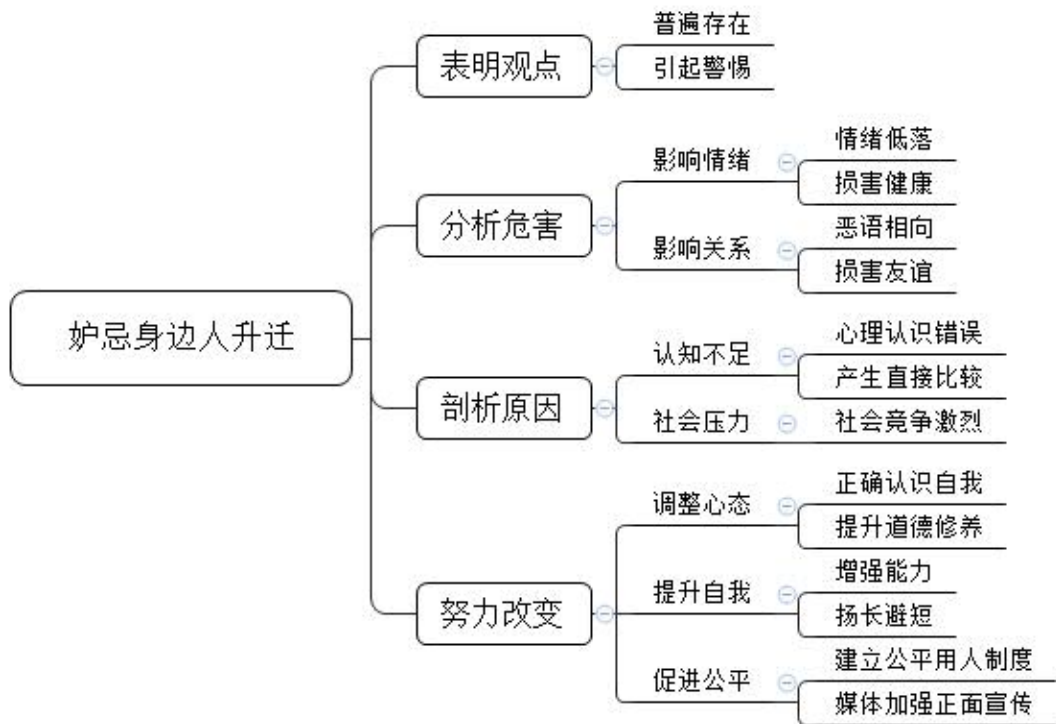 妒忌身边人升迁
表明观点
普遍存在
引起警惕
分析危害
影响情绪
情绪低落
损害健康
影响关系
恶语相向
损害友谊
剖析原因
认知不足
心理认识错误
产生直接比较
社会压力
社会竞争激烈
努力改变
调整心态
正确认识自我
提升道德修养
提升自我
增强能力
扬长避短
促进公平
建立公平用人制度
媒体加强正面宣传